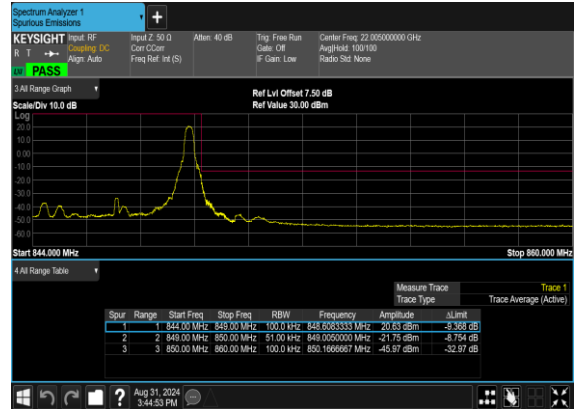 Spectrum Analyzer 1
Spurious Emissions
KEYSIGHT Input: RF Input Z: 50 Ω Atten: 40 dB Trig: Free Run Center Freq: 22.005000000 GHz
R T Coupling: DC Corr CCorr Gate: Off Avg|Hold: 100/100
Align: Auto Freq Ref: Int (S) IF Gain: Low Radio Std: None
LM PASS
3 All Range Graph
Ref Lvl Offset 7.50 dB
Scale/Div 10.0 dB Ref Value 30.00 dBm
Log
20.0
10.0
0.00
-10.0
-20.0
-30.0
-40.0
-50.0
-60.0
Start 844.000 MHz Stop 860.000 MHz
4 All Range Table
Measure Trace Trace 1
Trace Type Trace Average (Active)
Spur Range Start Freq Stop Freq RBW Frequency Amplitude ΔLimit
1 1 844.00 MHz 849.00 MHz 100.0 kHz 848.6083333 MHz 20.63 dBm -9.368 dB
2 2 849.00 MHz 850.00 MHz 51.00 kHz 849.0050000 MHz -21.75 dBm -8.754 dB
3 3 850.00 MHz 860.00 MHz 100.0 kHz 850.1666667 MHz -45.97 dBm -32.97 dB
? Aug 31, 2024
3:44:53 PM